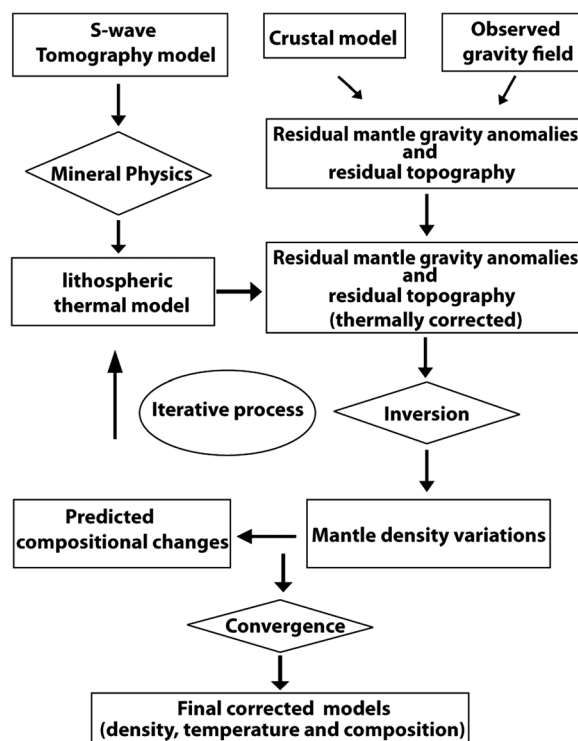 S-wave
Tomography model
Crustal model
Observed
gravity field
Mineral Physics
Residual mantle gravity anomalies
and
residual topography
lithospheric
thermal model
Residual mantle gravity anomalies
and
residual topography
(thermally corrected)
Iterative process
Inversion
Predicted
compositional changes
Mantle density variations
Convergence
Final corrected models
(density, temperature and composition)